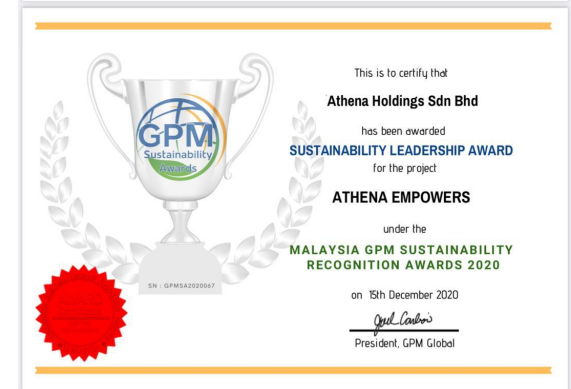 This is to certify that
Athena Holdings Sdn Bhd
has been awarded
SUSTAINABILITY LEADERSHIP AWARD
for the project
ATHENA EMPOWERS
under the
MALAYSIA GPM SUSTAINABILITY
RECOGNITION AWARDS 2020
on 15th December 2020
President, GPM Global
GPM
Sustainability
Awards
SN : GPMSA2020067